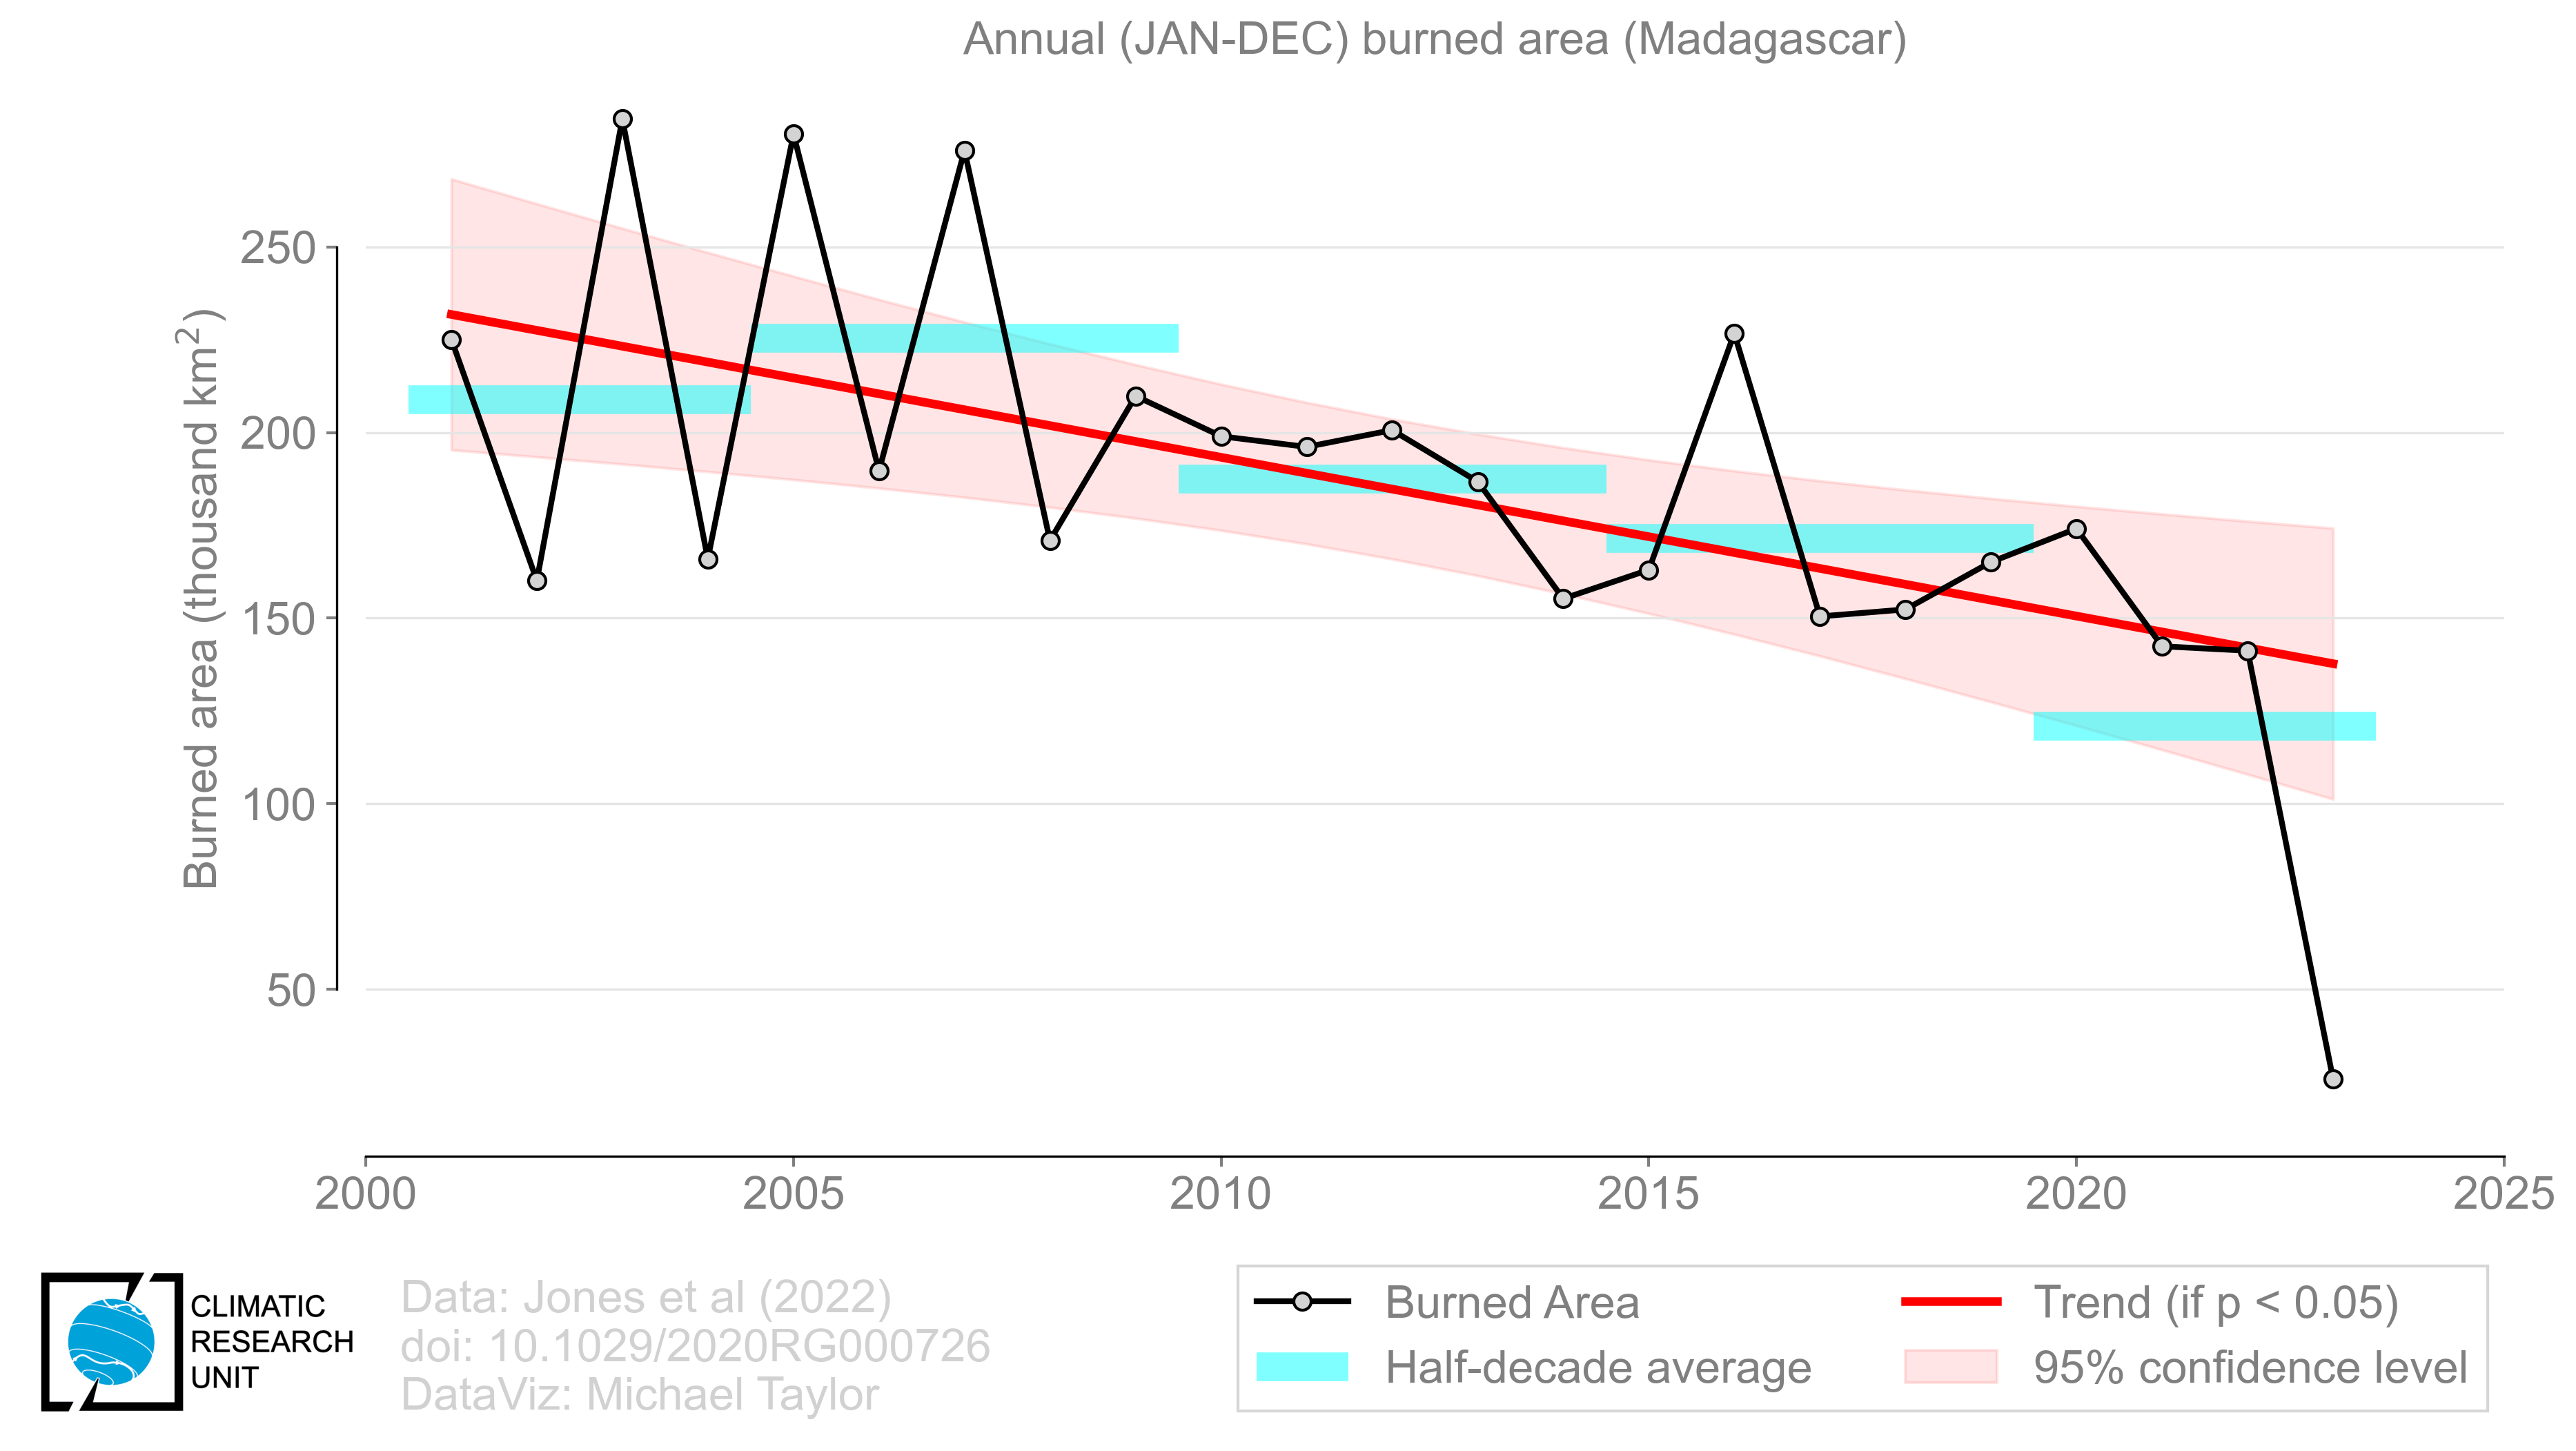 Annual (JAN-DEC) burned area (Madagascar)
Burned area (thousand km²)
250
200
150
100
50
2000 2005 2010 2015 2020 2025
CLIMATIC
RESEARCH
UNIT
Data: Jones et al (2022)
doi: 10.1029/2020RG000726
DataViz: Michael Taylor
Burned Area
Half-decade average
Trend (if p < 0.05)
95% confidence level